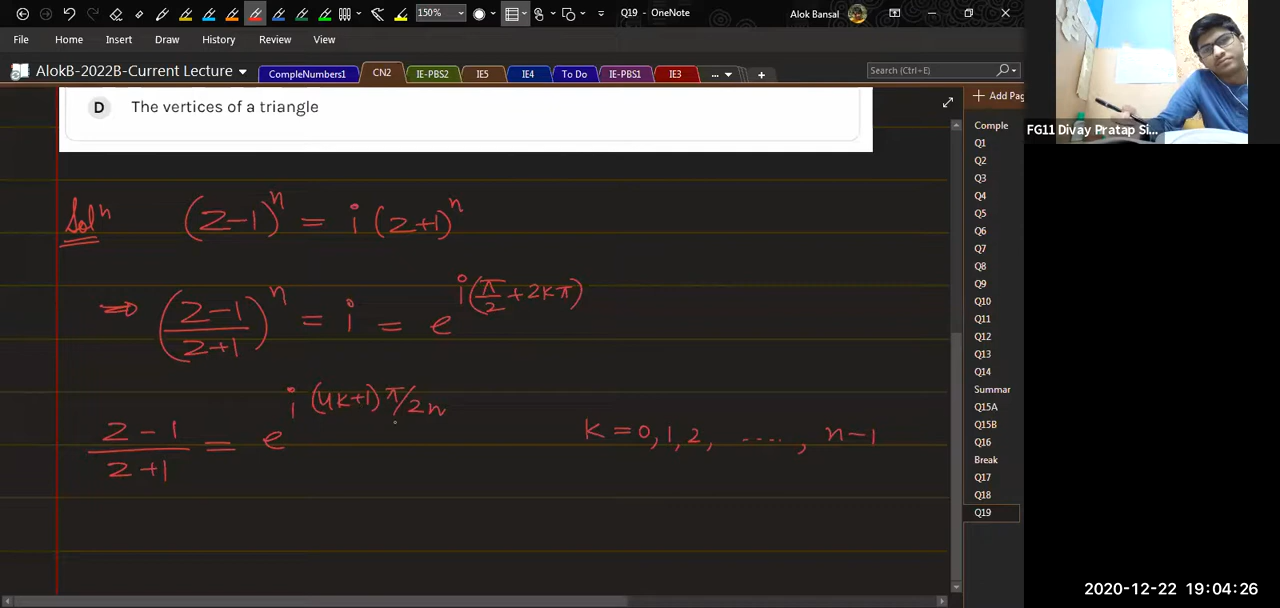 150%
Q19 - OneNote
Alok Bansal
File Home Insert Draw History Review View
AlokB-2022B-Current Lecture
CompleNumbers1 CN2 IE-PBS2 IE5 IE4 To Do IE-PBS1 IE3 ...
Search (Ctrl+E)
D The vertices of a triangle
Add Pag
Comple
Q1
Q2
Q3
Q4
Q5
Q6
Q7
Q8
Q9
Q10
Q11
Q12
Q13
Q14
Summar
Q15A
Q15B
Q16
Break
Q17
Q18
Q19
FG11 Divay Pratap Si...
Solⁿ (z-1)^n = i (z+1)^n
⇒ ((z-1)/(z+1))^n = i = e^{i(π/2 + 2kπ)}
(z-1)/(z+1) = e^{i(4k+1)π/2n} k = 0, 1, 2, ...., n-1
2020-12-22 19:04:26